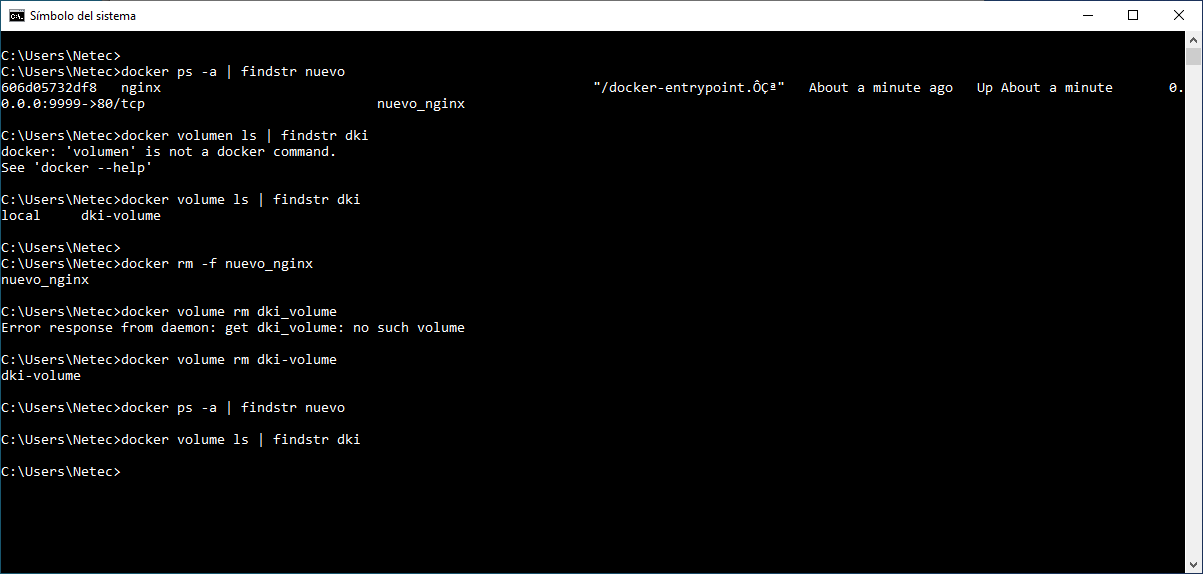 Símbolo del sistema
C:\Users\Netec>
C:\Users\Netec>docker ps -a | findstr nuevo
606d05732df8   nginx                                                      "/docker-entrypoint.ÔÇª"   About a minute ago   Up About a minute       0.
0.0.0:9999->80/tcp                             nuevo_nginx
C:\Users\Netec>docker volumen ls | findstr dki
docker: 'volumen' is not a docker command.
See 'docker --help'
C:\Users\Netec>docker volume ls | findstr dki
local     dki-volume
C:\Users\Netec>
C:\Users\Netec>docker rm -f nuevo_nginx
nuevo_nginx
C:\Users\Netec>docker volume rm dki_volume
Error response from daemon: get dki_volume: no such volume
C:\Users\Netec>docker volume rm dki-volume
dki-volume
C:\Users\Netec>docker ps -a | findstr nuevo
C:\Users\Netec>docker volume ls | findstr dki
C:\Users\Netec>